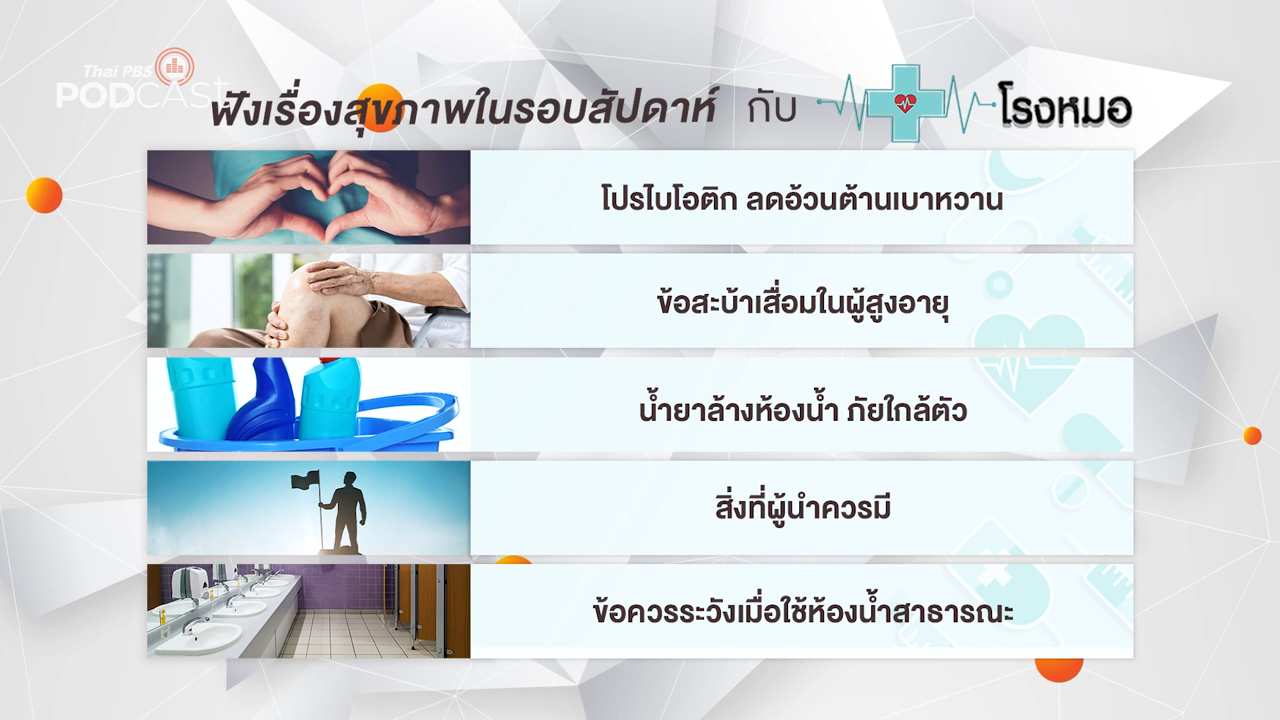 Thai PBS
PODCAST
ฟังเรื่องสุขภาพในรอบสัปดาห์ กับ โรงหมอ
โปรไบโอติก ลดอ้วนต้านเบาหวาน
ข้อสะบ้าเสื่อมในผู้สูงอายุ
น้ำยาล้างห้องน้ำ ภัยใกล้ตัว
สิ่งที่ผู้นำควรมี
ข้อควรระวังเมื่อใช้ห้องน้ำสาธารณะ